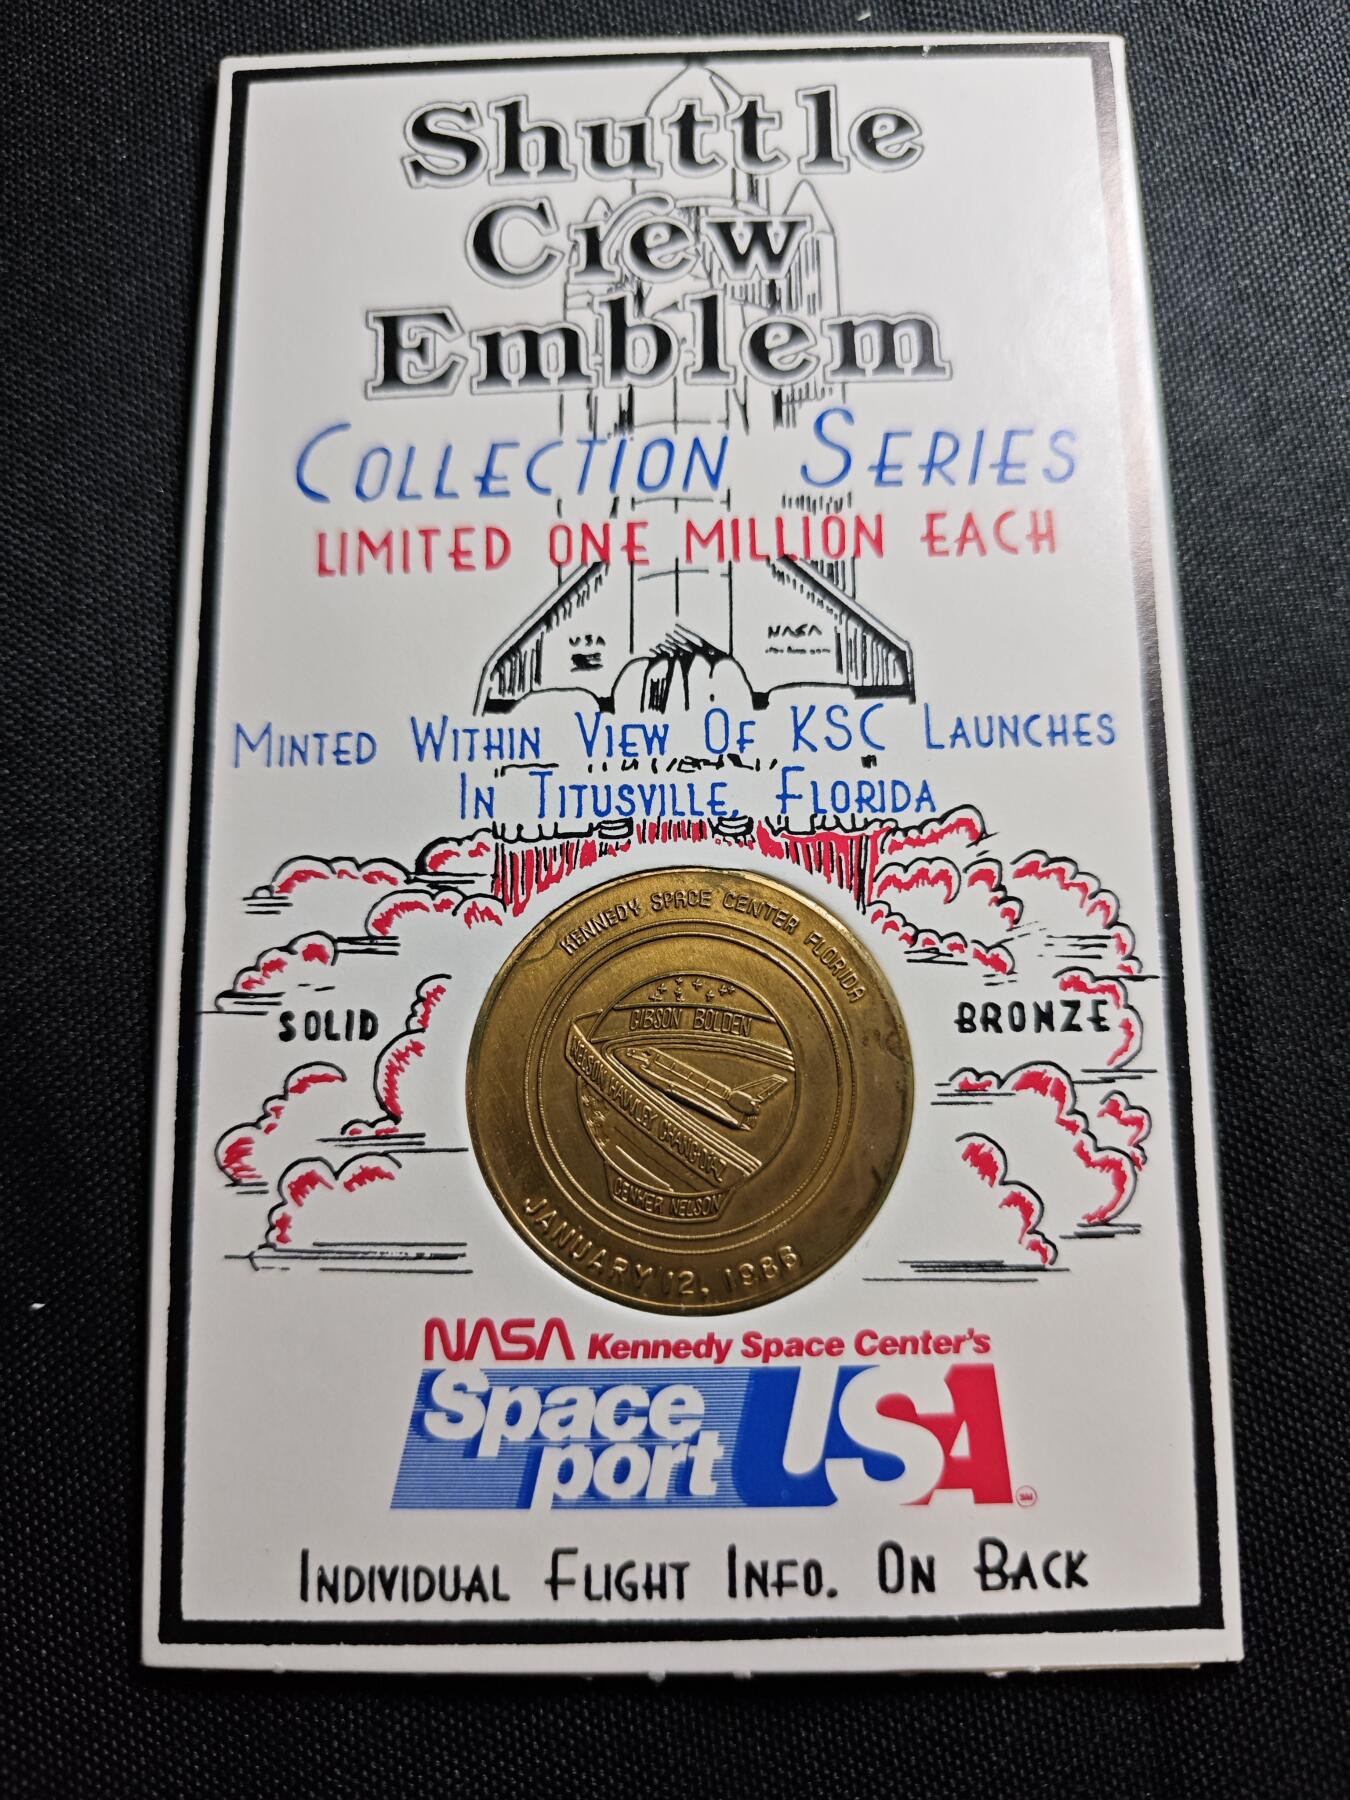 Shuttle
Crew
Emblem
COLLECTION SERIES
LIMITED ONE MILLION EACH
USA
NASA
MINTED WITHIN VIEW OF KSC LAUNCHES
IN TITUSVILLE, FLORIDA
KENNEDY SPACE CENTER FLORIDA
SOLID
BRONZE
GIBSON BOLDEN
NELSON HAWLEY CHANG-DIAZ
CENKER NELSON
JANUARY 12, 1986
NASA Kennedy Space Center's
Space
port
USA
SM
INDIVIDUAL FLIGHT INFO. ON BACK